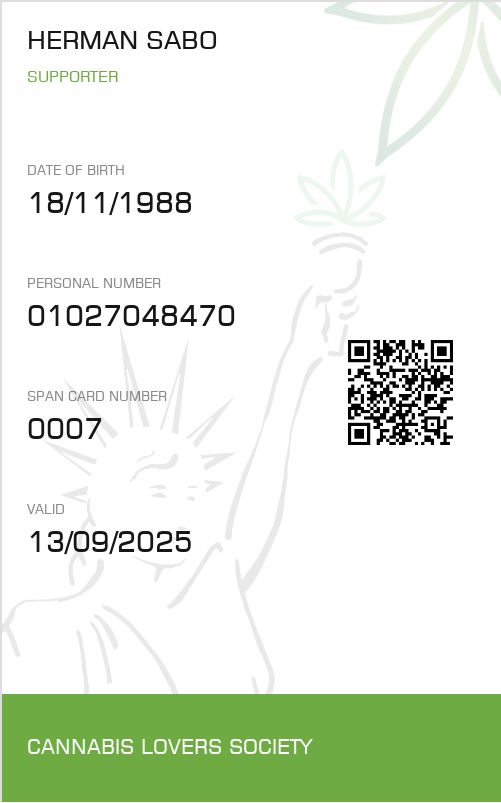 HERMAN SABO
SUPPORTER
DATE OF BIRTH
18/11/1988
PERSONAL NUMBER
01027048470
SPAN CARD NUMBER
0007
VALID
13/09/2025
CANNABIS LOVERS SOCIETY